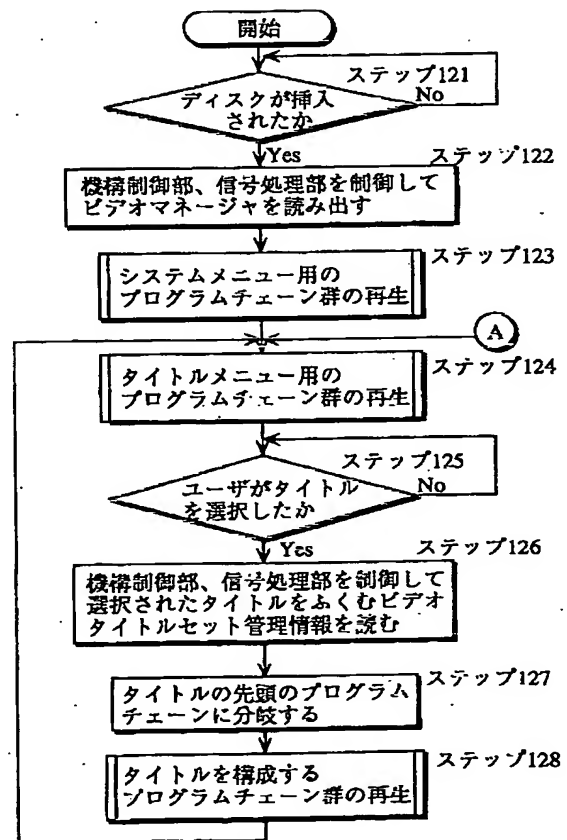 開始
ステップ121
ディスクが挿入
されたか
No
Yes
ステップ122
機構制御部、信号処理部を制御して
ビデオマネージャを読み出す
ステップ123
システムメニュー用の
プログラムチェーン群の再生
A
ステップ124
タイトルメニュー用の
プログラムチェーン群の再生
ステップ125
ユーザがタイトル
を選択したか
No
Yes
ステップ126
機構制御部、信号処理部を制御して
選択されたタイトルをふくむビデオ
タイトルセット管理情報を読む
ステップ127
タイトルの先頭のプログラム
チェーンに分岐する
ステップ128
タイトルを構成する
プログラムチェーン群の再生